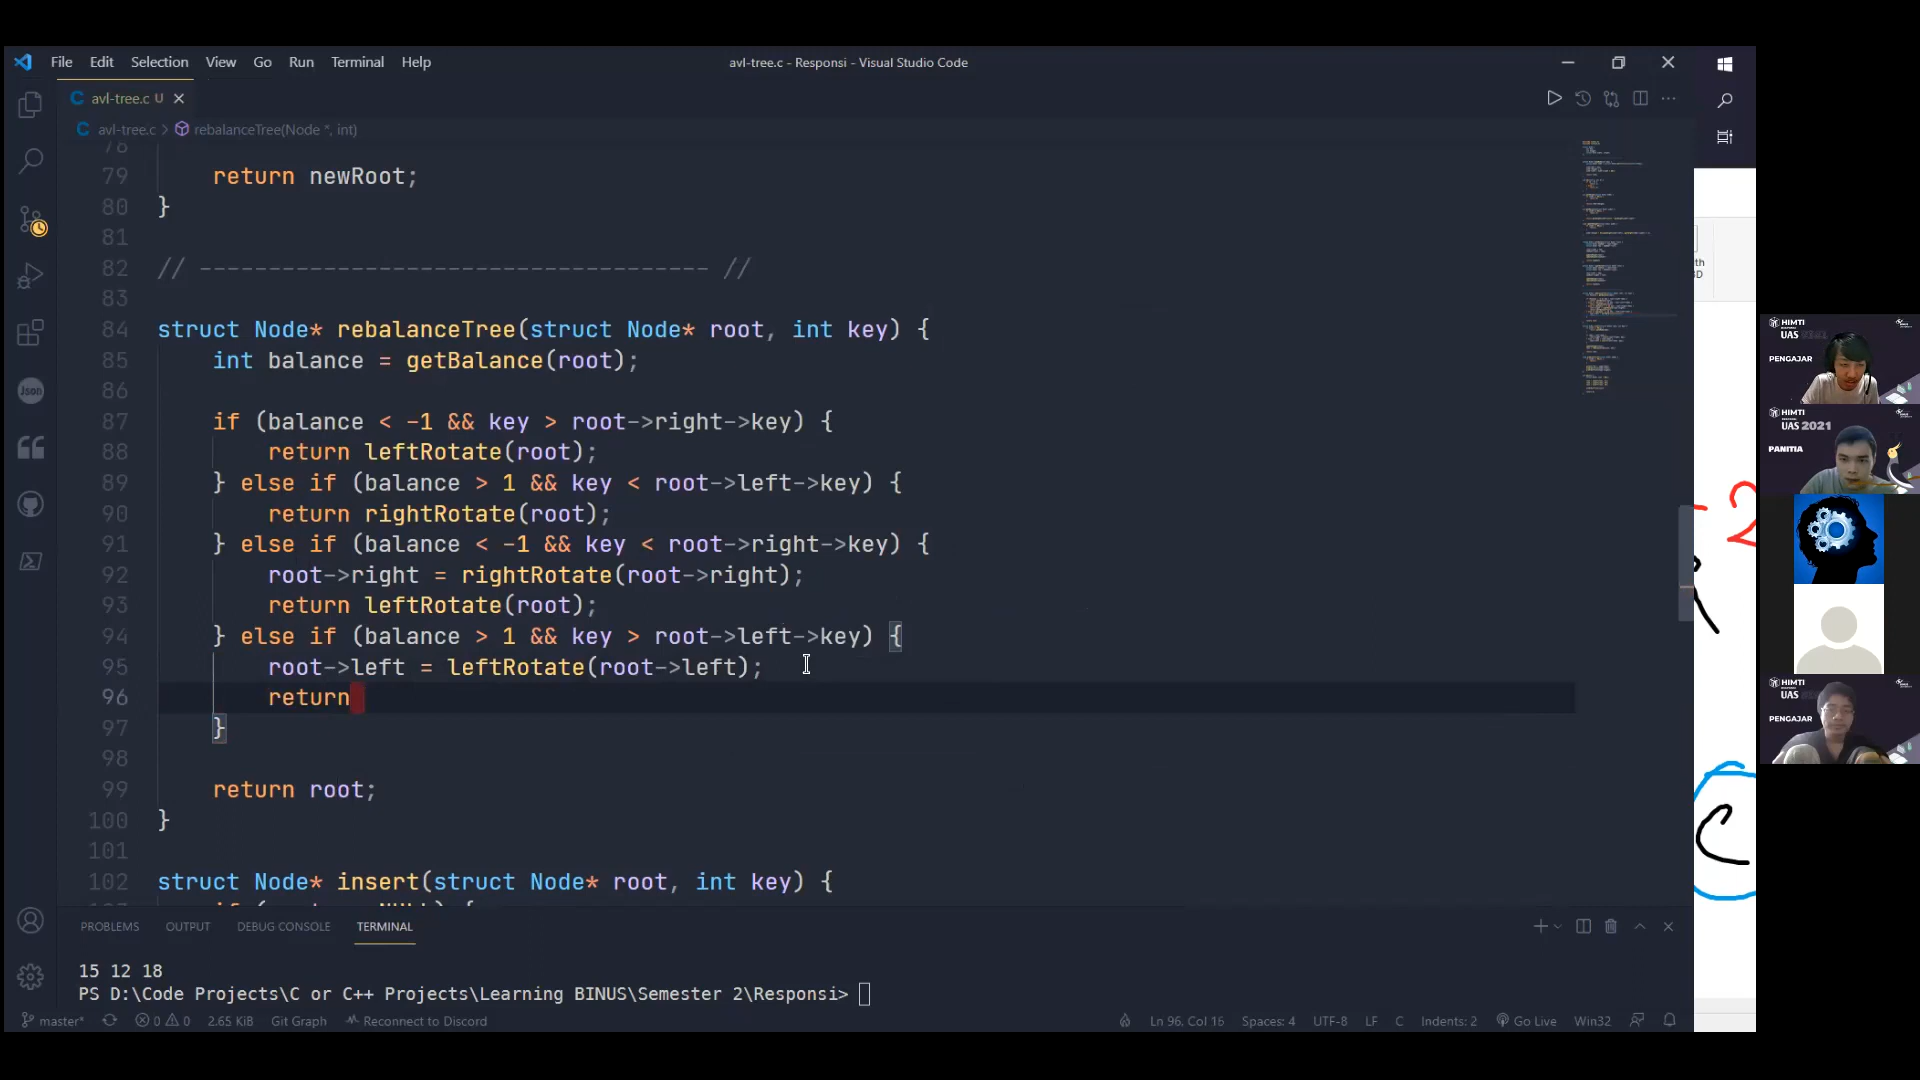 File Edit Selection View Go Run Terminal Help
avl-tree.c - Responsi - Visual Studio Code
avl-tree.c U
avl-tree.c > rebalanceTree(Node *, int)
78
79 return newRoot;
80 }
81
82 // ------------------------------------- //
83
84 struct Node* rebalanceTree(struct Node* root, int key) {
85 int balance = getBalance(root);
86
87 if (balance < -1 && key > root->right->key) {
88 return leftRotate(root);
89 } else if (balance > 1 && key < root->left->key) {
90 return rightRotate(root);
91 } else if (balance < -1 && key < root->right->key) {
92 root->right = rightRotate(root->right);
93 return leftRotate(root);
94 } else if (balance > 1 && key > root->left->key) {
95 root->left = leftRotate(root->left);
96 return
97 }
98
99 return root;
100 }
101
102 struct Node* insert(struct Node* root, int key) {
PROBLEMS OUTPUT DEBUG CONSOLE TERMINAL
15 12 18
PS D:\Code Projects\C or C++ Projects\Learning BINUS\Semester 2\Responsi>
master* 0 0 2.65 KiB Git Graph Reconnect to Discord
Ln 96, Col 16 Spaces: 4 UTF-8 LF C Indents: 2 Go Live Win32
Json
th
3D
-2
C
HIMTI
UAS
PENGAJAR
HIMTI
UAS 2021
PANITIA
HIMTI
UAS
PENGAJAR